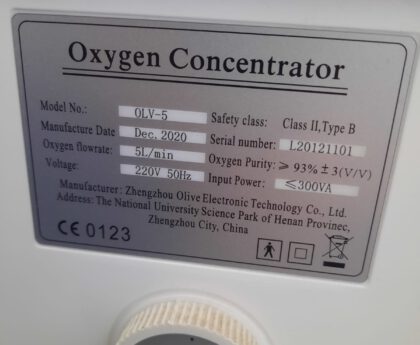 Oxygen Concentrator
Model No.: OLV-5 Safety class: Class II,Type B
Manufacture Date Dec. 2020 Serial number: L20121101
Oxygen flowrate: 5L/min Oxygen Purity: ≥ 93% ± 3(V/V)
Voltage: 220V 50Hz Input Power: ≤300VA
Manufacturer: Zhengzhou Olive Electronic Technology Co., Ltd.
Address: The National University Science Park of Henan Provinec,
Zhengzhou City, China
CE 0123